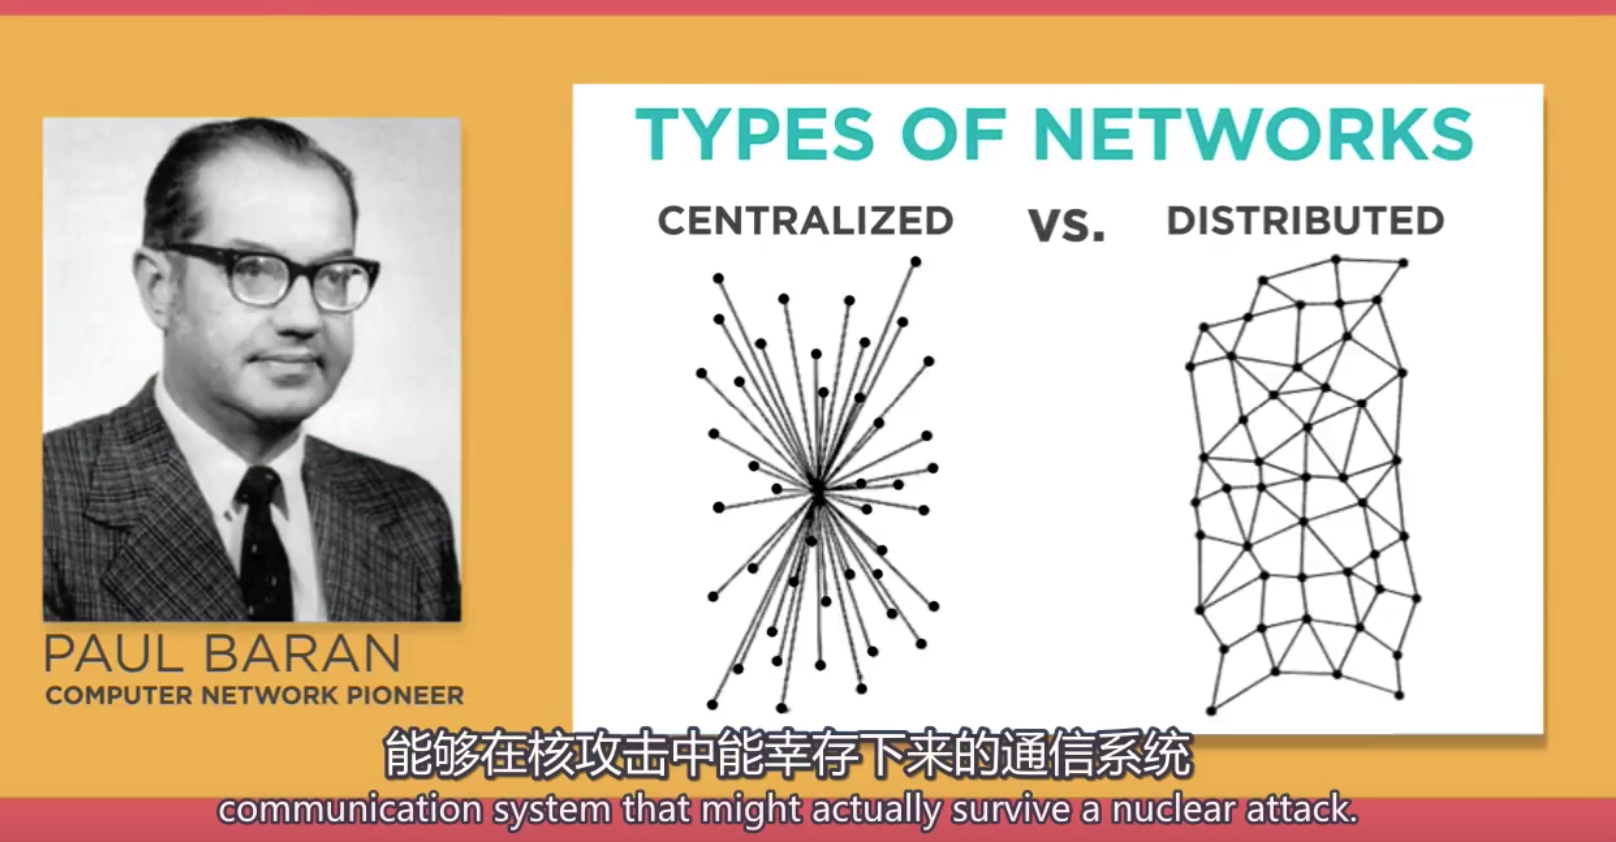 TYPES OF NETWORKS
CENTRALIZED VS. DISTRIBUTED
PAUL BARAN
COMPUTER NETWORK PIONEER
能够在核攻击中能幸存下来的通信系统
communication system that might actually survive a nuclear attack.